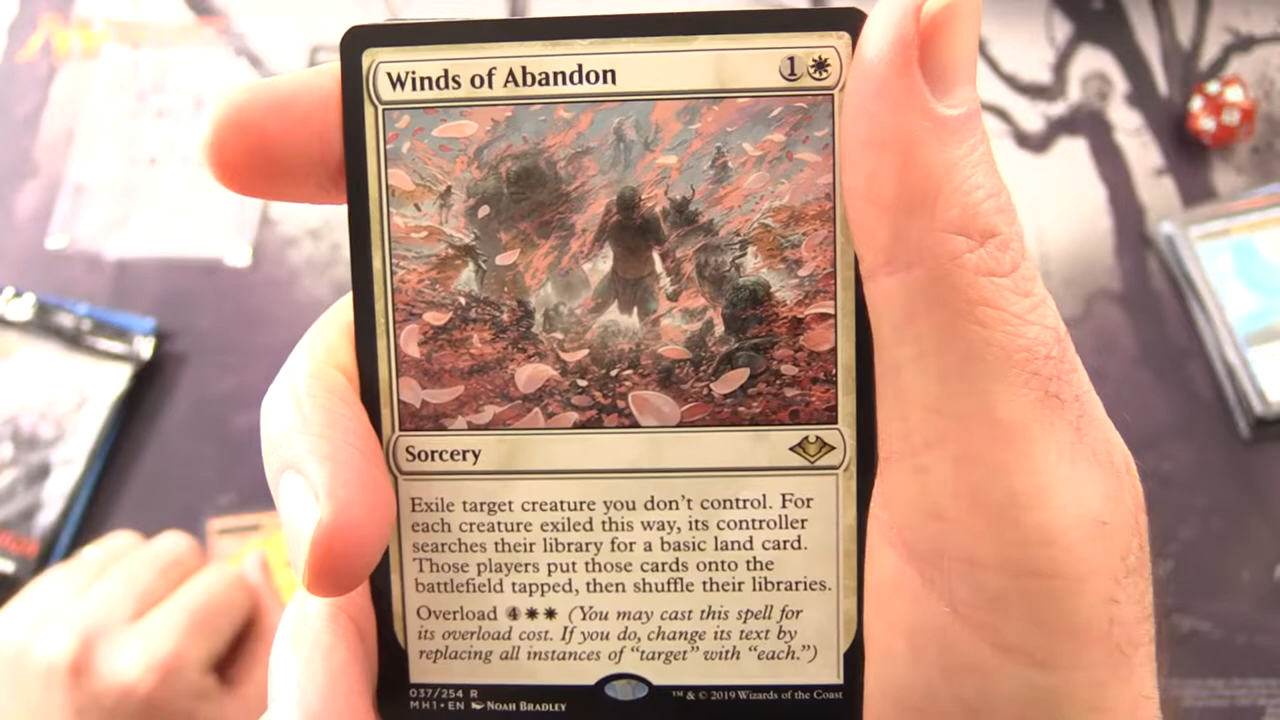 Winds of Abandon 1
Sorcery
Exile target creature you don't control. For
each creature exiled this way, its controller
searches their library for a basic land card.
Those players put those cards onto the
battlefield tapped, then shuffle their libraries.
Overload 4 (You may cast this spell for
its overload cost. If you do, change its text by
replacing all instances of “target” with “each.”)
037/254 R
™ & © 2019 Wizards of the Coast
MH1 • EN Noah Bradley